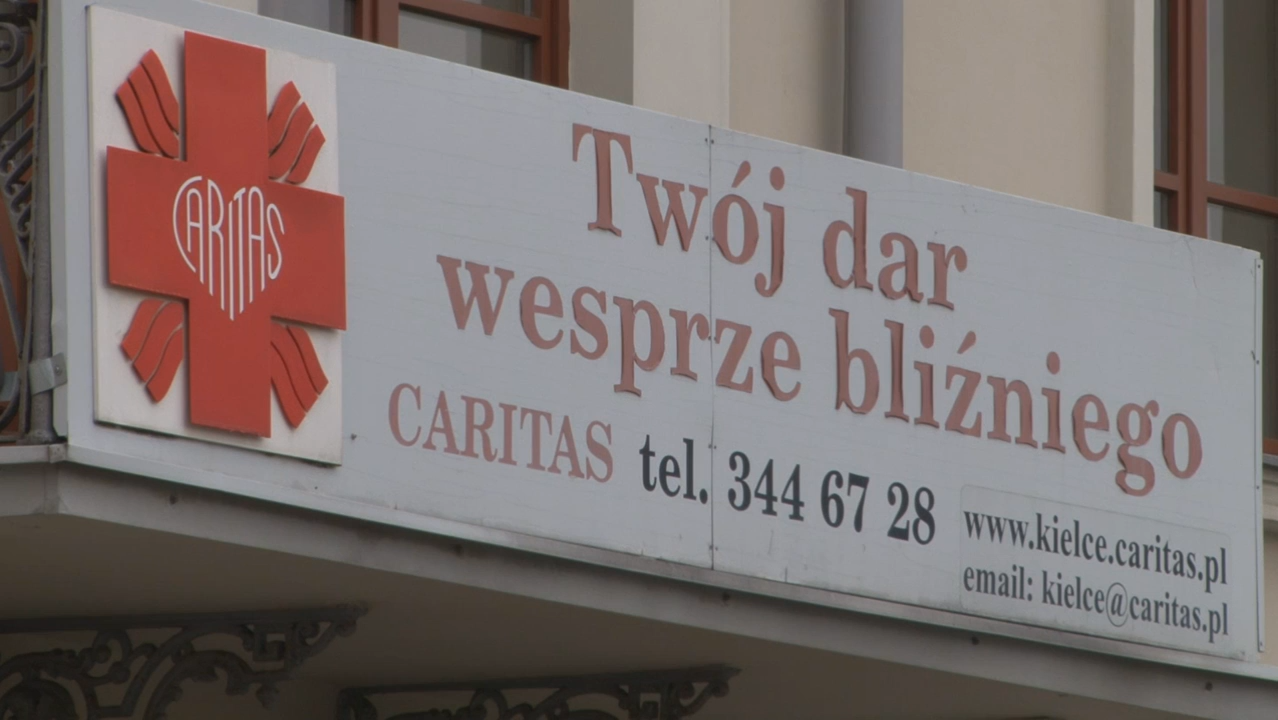 CARITAS
Twój dar
wesprze bliźniego
CARITAS tel. 344 67 28
www.kielce.caritas.pl
email: kielce@caritas.pl